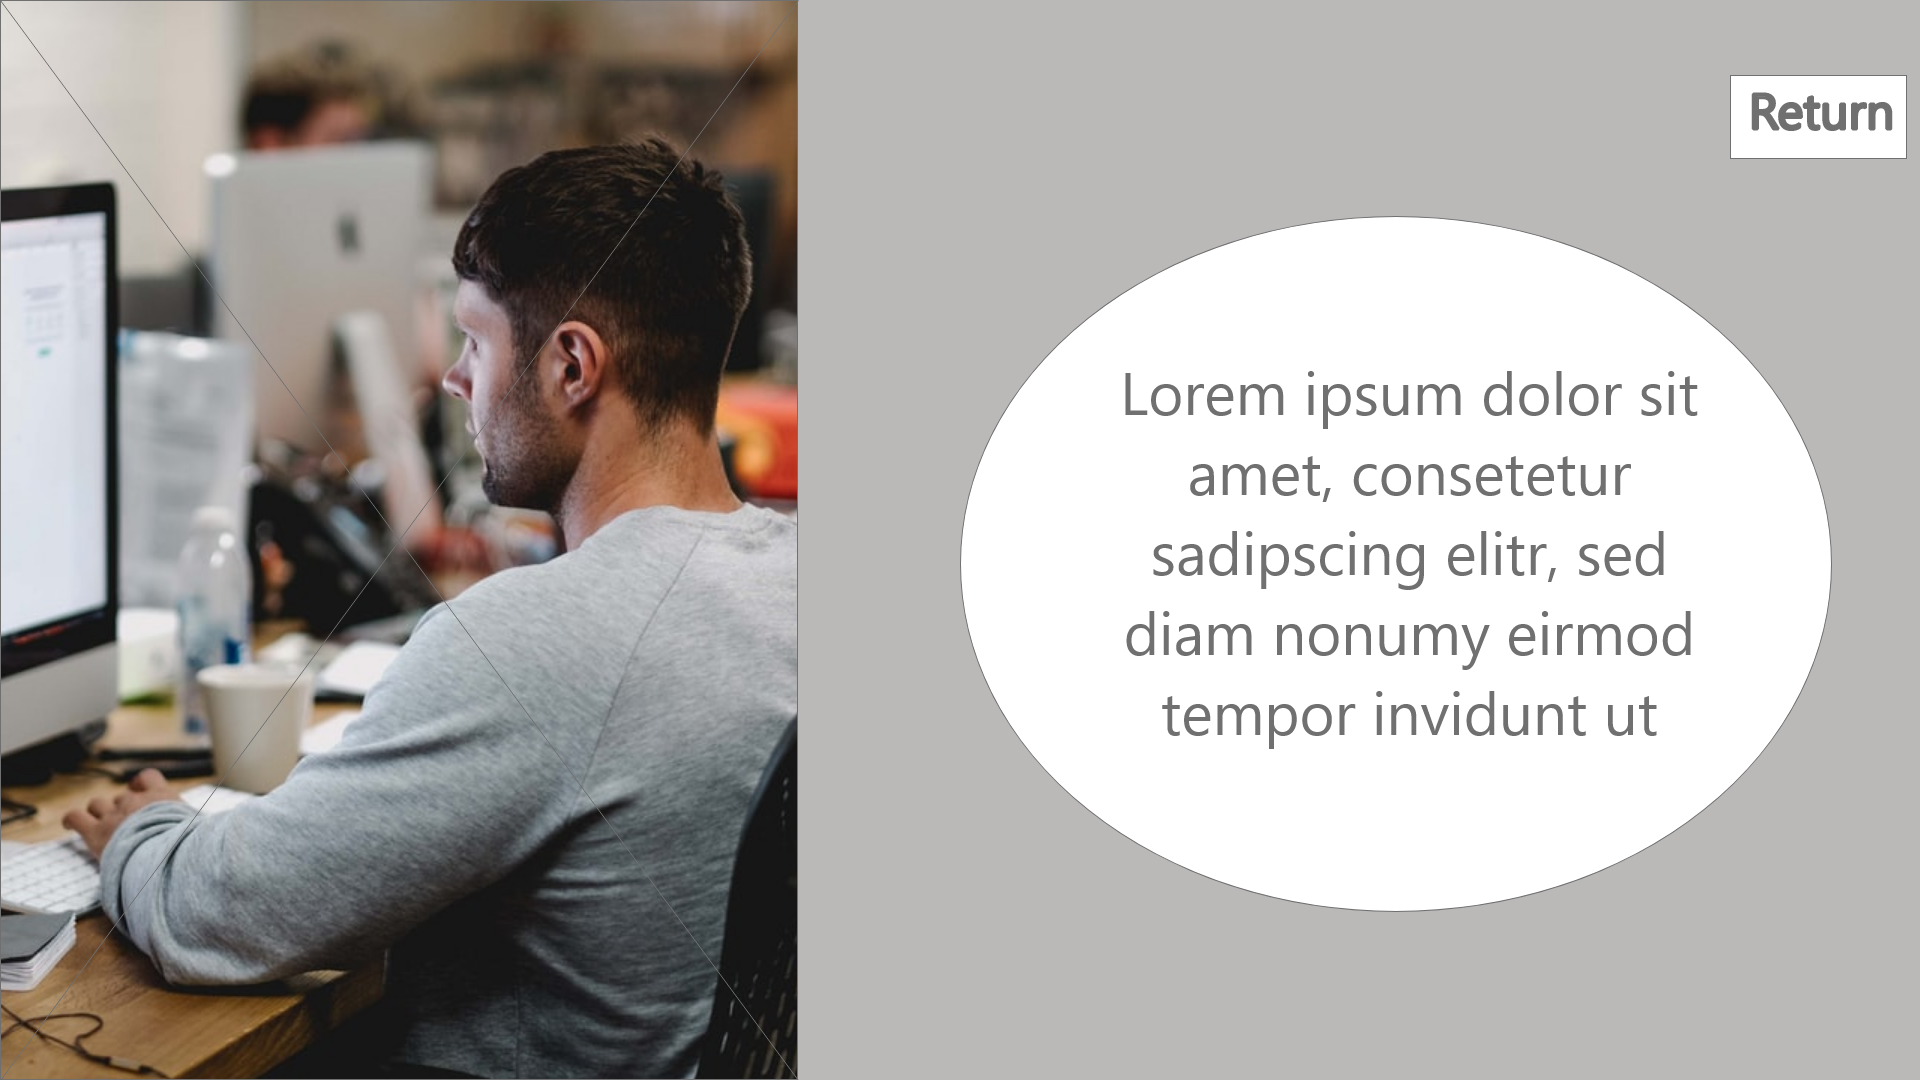 Return
Lorem ipsum dolor sit
amet, consetetur
sadipscing elitr, sed
diam nonumy eirmod
tempor invidunt ut